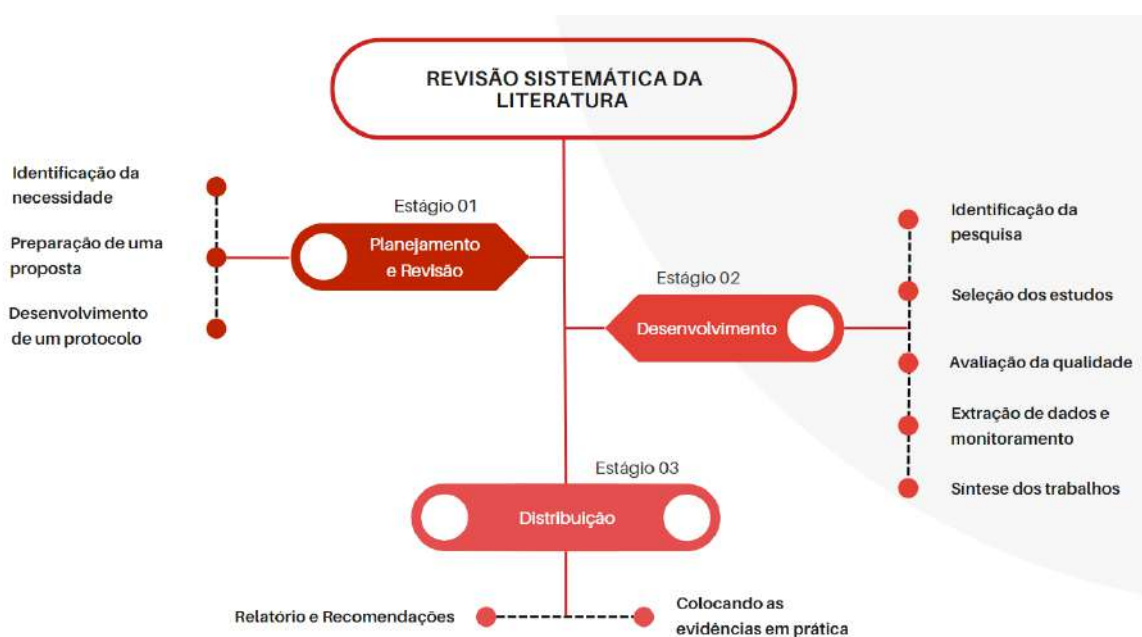 REVISÃO SISTEMÁTICA DA
LITERATURA
Estágio 01
Planejamento
e Revisão
Identificação da
necessidade
Preparação de uma
proposta
Desenvolvimento
de um protocolo
Estágio 02
Desenvolvimento
Identificação da
pesquisa
Seleção dos estudos
Avaliação da qualidade
Extração de dados e
monitoramento
Síntese dos trabalhos
Estágio 03
Distribuição
Relatório e Recomendações
Colocando as
evidências em prática